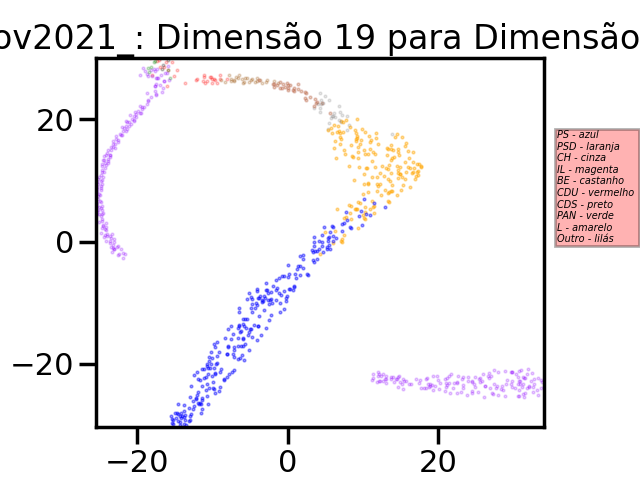 ov2021_: Dimensão 19 para Dimensão
PS - azul
PSD - laranja
CH - cinza
IL - magenta
BE - castanho
CDU - vermelho
CDS - preto
PAN - verde
L - amarelo
Outro - lilás
20
0
−20
−20
0
20